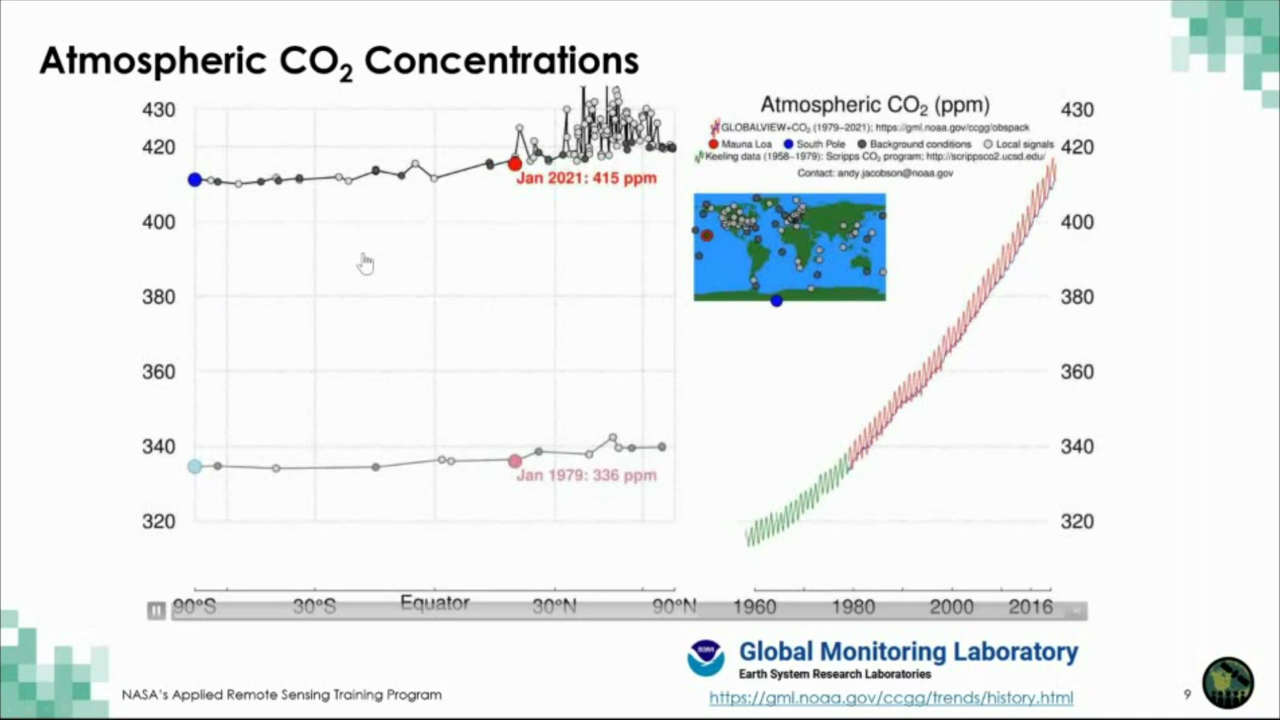 Atmospheric CO₂ Concentrations
430
420
400
380
360
340
320
Jan 2021: 415 ppm
Jan 1979: 336 ppm
90°S
30°S
Equator
30°N
90°N
Atmospheric CO₂ (ppm)
GLOBALVIEW+CO₂ (1979–2021); https://gml.noaa.gov/ccgg/obspack
Mauna Loa South Pole Background conditions Local signals
Keeling data (1958–1979): Scripps CO₂ program; http://scrippsco2.ucsd.edu/
Contact: andy.jacobson@noaa.gov
430
420
400
380
360
340
320
1960
1980
2000
2016
NOAA
Global Monitoring Laboratory
Earth System Research Laboratories
https://gml.noaa.gov/ccgg/trends/history.html
NASA's Applied Remote Sensing Training Program
9